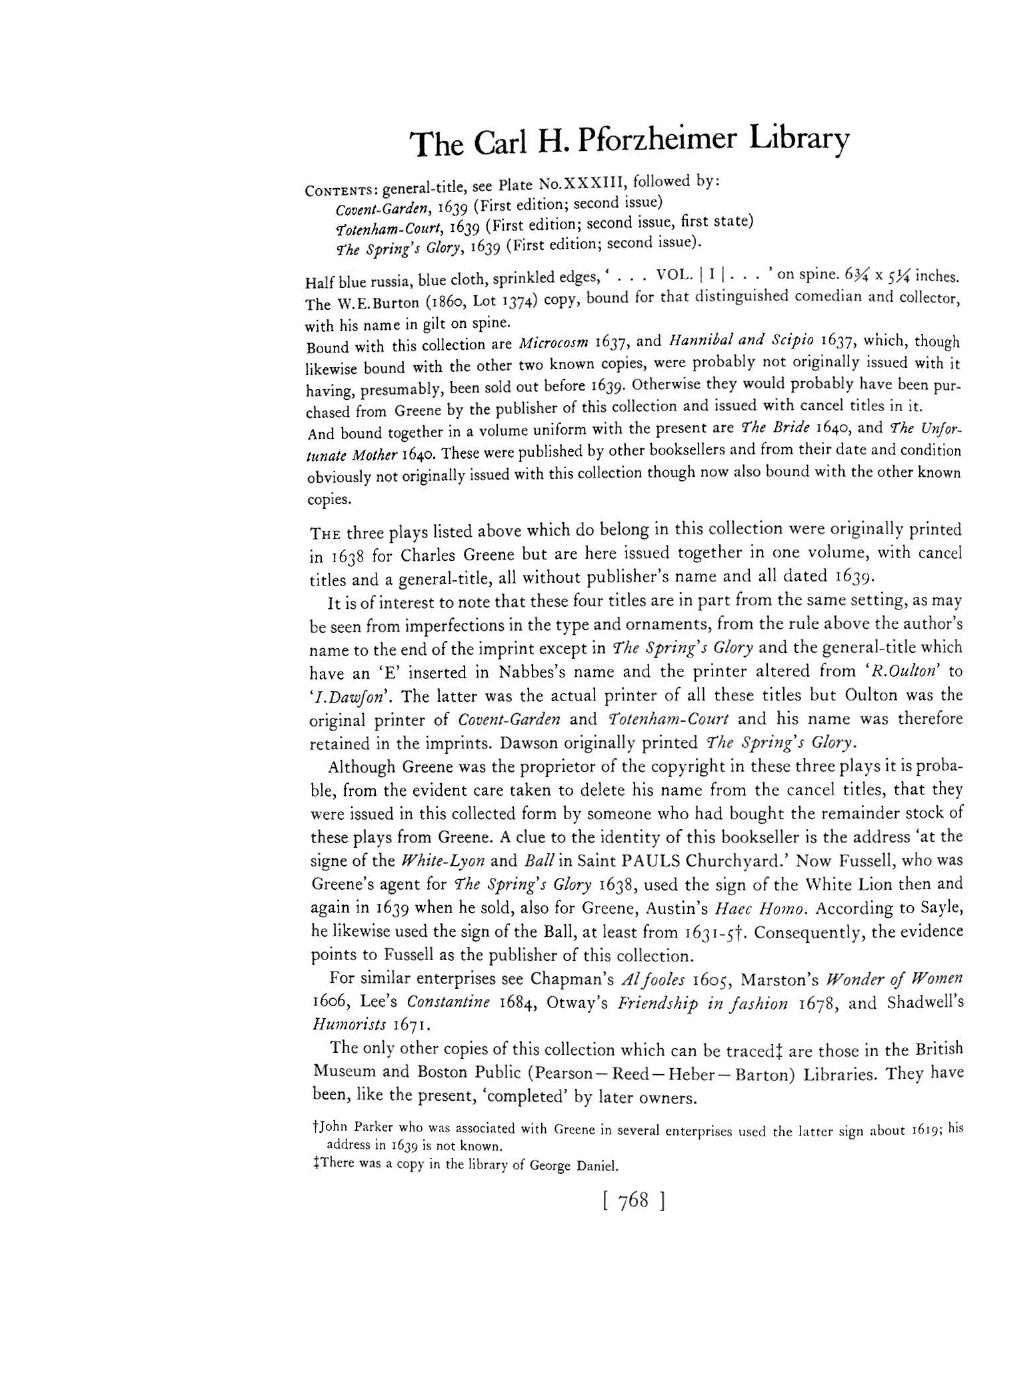 The Carl H. Pforzheimer Library
CONTENTS: general-title, see Plate No.XXXIII, followed by:
Covent-Garden, 1639 (First edition; second issue)
Totenham-Court, 1639 (First edition; second issue, first state)
The Spring's Glory, 1639 (First edition; second issue).
Half blue russia, blue cloth, sprinkled edges, ‘ . . . VOL. | I | . . . ’ on spine. 6¾ x 5¼ inches.
The W.E.Burton (1860, Lot 1374) copy, bound for that distinguished comedian and collector,
with his name in gilt on spine.
Bound with this collection are Microcosm 1637, and Hannibal and Scipio 1637, which, though
likewise bound with the other two known copies, were probably not originally issued with it
having, presumably, been sold out before 1639. Otherwise they would probably have been pur-
chased from Greene by the publisher of this collection and issued with cancel titles in it.
And bound together in a volume uniform with the present are The Bride 1640, and The Unfor-
tunate Mother 1640. These were published by other booksellers and from their date and condition
obviously not originally issued with this collection though now also bound with the other known
copies.
THE three plays listed above which do belong in this collection were originally printed
in 1638 for Charles Greene but are here issued together in one volume, with cancel
titles and a general-title, all without publisher's name and all dated 1639.
It is of interest to note that these four titles are in part from the same setting, as may
be seen from imperfections in the type and ornaments, from the rule above the author's
name to the end of the imprint except in The Spring's Glory and the general-title which
have an ‘E’ inserted in Nabbes's name and the printer altered from ‘R.Oulton’ to
‘I.Dawſon’. The latter was the actual printer of all these titles but Oulton was the
original printer of Covent-Garden and Totenham-Court and his name was therefore
retained in the imprints. Dawson originally printed The Spring's Glory.
Although Greene was the proprietor of the copyright in these three plays it is proba-
ble, from the evident care taken to delete his name from the cancel titles, that they
were issued in this collected form by someone who had bought the remainder stock of
these plays from Greene. A clue to the identity of this bookseller is the address ‘at the
signe of the White-Lyon and Ball in Saint PAULS Churchyard.’ Now Fussell, who was
Greene's agent for The Spring's Glory 1638, used the sign of the White Lion then and
again in 1639 when he sold, also for Greene, Austin's Haec Homo. According to Sayle,
he likewise used the sign of the Ball, at least from 1631-5†. Consequently, the evidence
points to Fussell as the publisher of this collection.
For similar enterprises see Chapman's Al fooles 1605, Marston's Wonder of Women
1606, Lee's Constantine 1684, Otway's Friendship in fashion 1678, and Shadwell's
Humorists 1671.
The only other copies of this collection which can be traced‡ are those in the British
Museum and Boston Public (Pearson—Reed—Heber—Barton) Libraries. They have
been, like the present, ‘completed’ by later owners.
†John Parker who was associated with Greene in several enterprises used the latter sign about 1619; his
address in 1639 is not known.
‡There was a copy in the library of George Daniel.
[ 768 ]